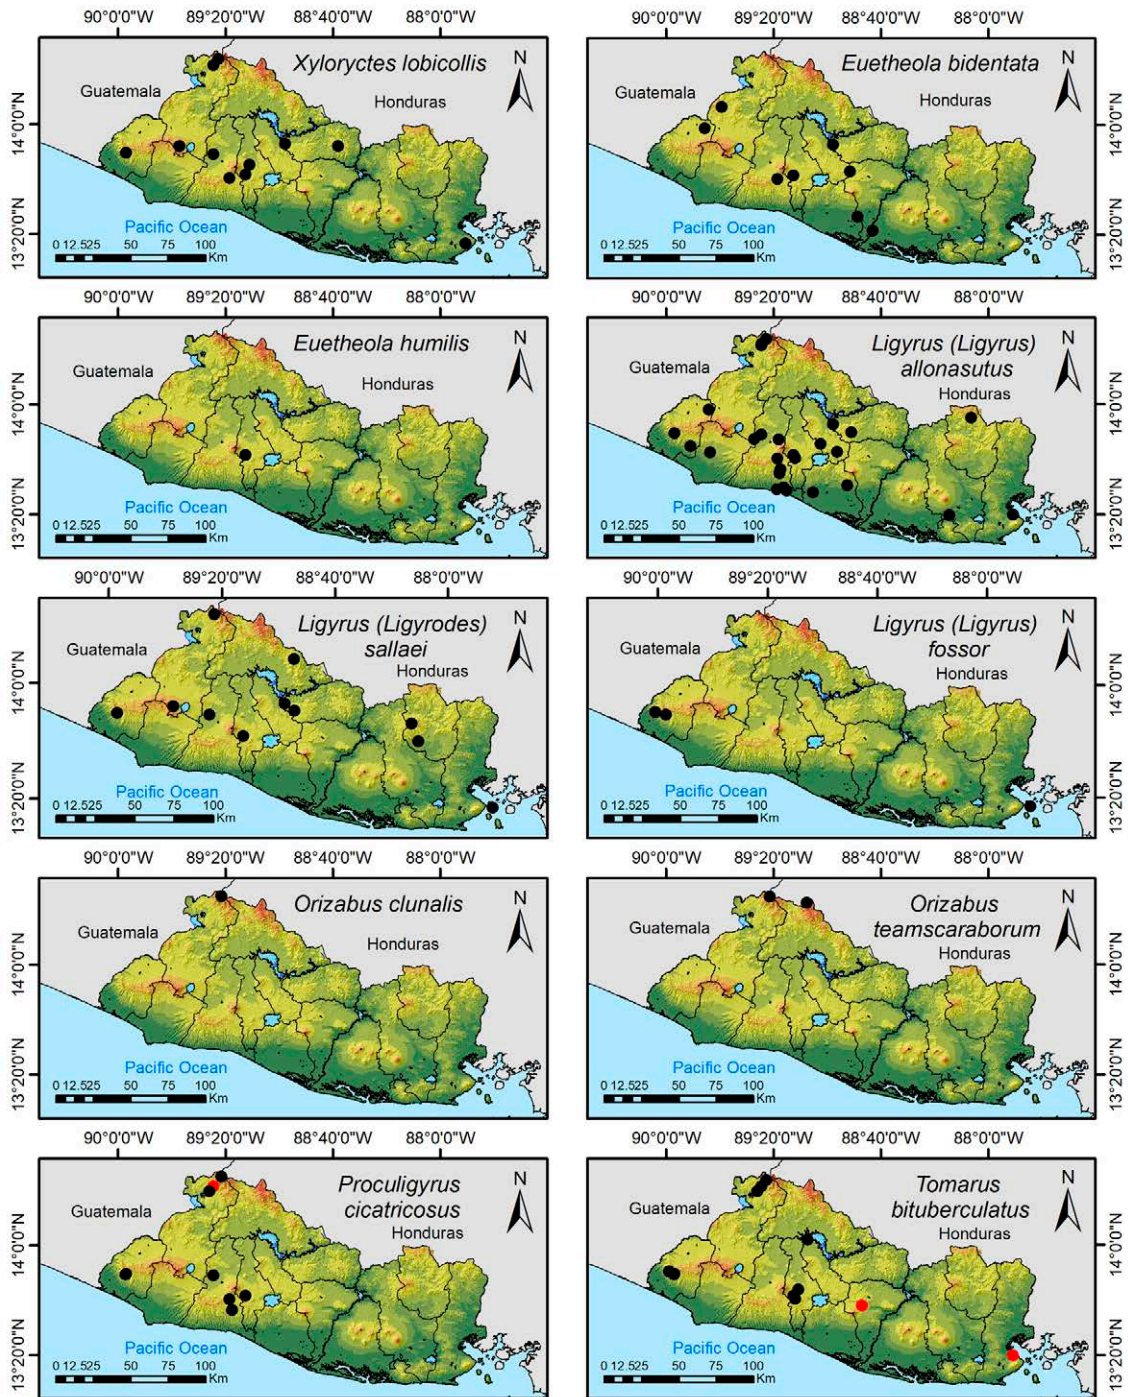 90°0'0"W 89°20'0"W 88°40'0"W 88°0'0"W
Xyloryctes lobicollis
N
Guatemala
Honduras
14°0'0"N
13°20'0"N
Pacific Ocean
0 12.525 50 75 100
Km
90°0'0"W 89°20'0"W 88°40'0"W 88°0'0"W
Euetheola bidentata
N
Guatemala
Honduras
14°0'0"N
13°20'0"N
Pacific Ocean
0 12.525 50 75 100
Km
90°0'0"W 89°20'0"W 88°40'0"W 88°0'0"W
Euetheola humilis
N
Guatemala
Honduras
14°0'0"N
13°20'0"N
Pacific Ocean
0 12.525 50 75 100
Km
90°0'0"W 89°20'0"W 88°40'0"W 88°0'0"W
Ligyrus (Ligyrus)
allonasutus
N
Guatemala
Honduras
14°0'0"N
13°20'0"N
Pacific Ocean
0 12.525 50 75 100
Km
90°0'0"W 89°20'0"W 88°40'0"W 88°0'0"W
Ligyrus (Ligyrodes)
sallaei
N
Guatemala
Honduras
14°0'0"N
13°20'0"N
Pacific Ocean
0 12.525 50 75 100
Km
90°0'0"W 89°20'0"W 88°40'0"W 88°0'0"W
Ligyrus (Ligyrus)
fossor
N
Guatemala
Honduras
14°0'0"N
13°20'0"N
Pacific Ocean
0 12.525 50 75 100
Km
90°0'0"W 89°20'0"W 88°40'0"W 88°0'0"W
Orizabus clunalis
N
Guatemala
Honduras
14°0'0"N
13°20'0"N
Pacific Ocean
0 12.525 50 75 100
Km
90°0'0"W 89°20'0"W 88°40'0"W 88°0'0"W
Orizabus
teamscaraborum
N
Guatemala
Honduras
14°0'0"N
13°20'0"N
Pacific Ocean
0 12.525 50 75 100
Km
90°0'0"W 89°20'0"W 88°40'0"W 88°0'0"W
Proculigyrus
cicatricosus
N
Guatemala
Honduras
14°0'0"N
13°20'0"N
Pacific Ocean
0 12.525 50 75 100
Km
90°0'0"W 89°20'0"W 88°40'0"W 88°0'0"W
Tomarus
bituberculatus
N
Guatemala
Honduras
14°0'0"N
13°20'0"N
Pacific Ocean
0 12.525 50 75 100
Km